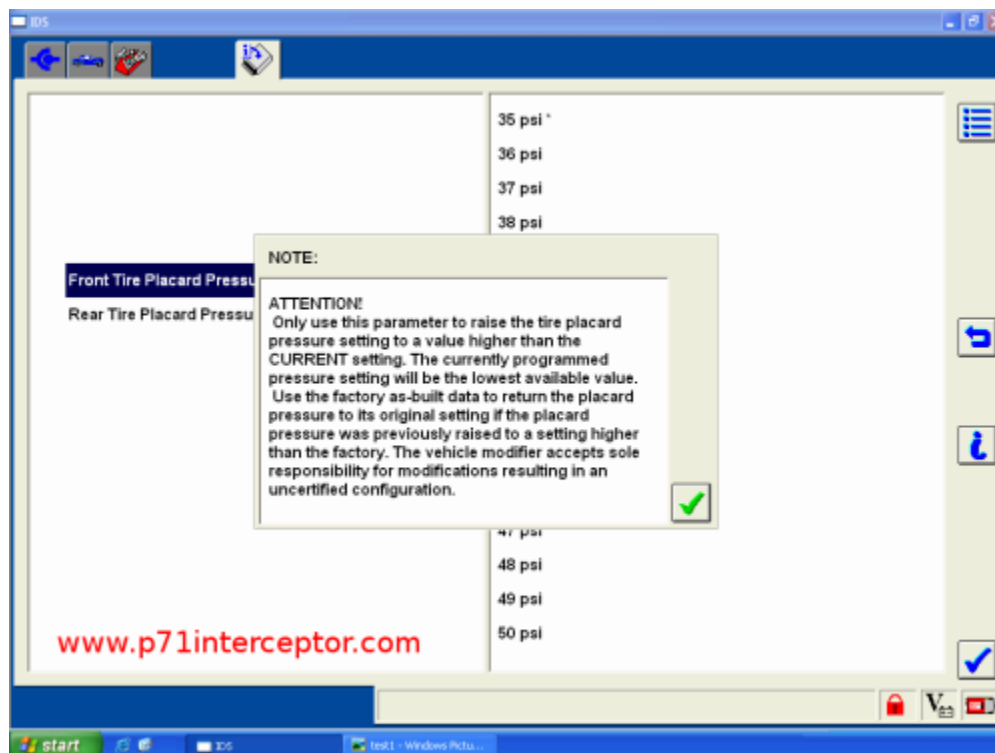 IDS
35 psi *
36 psi
37 psi
38 psi
NOTE:
Front Tire Placard Pressu
Rear Tire Placard Pressu
ATTENTION!
Only use this parameter to raise the tire placard
pressure setting to a value higher than the
CURRENT setting. The currently programmed
pressure setting will be the lowest available value.
Use the factory as-built data to return the placard
pressure to its original setting if the placard
pressure was previously raised to a setting higher
than the factory. The vehicle modifier accepts sole
responsibility for modifications resulting in an
uncertified configuration.
47 psi
48 psi
49 psi
50 psi
www.p71interceptor.com
V
start
IDS
test1 - Windows Pictu...